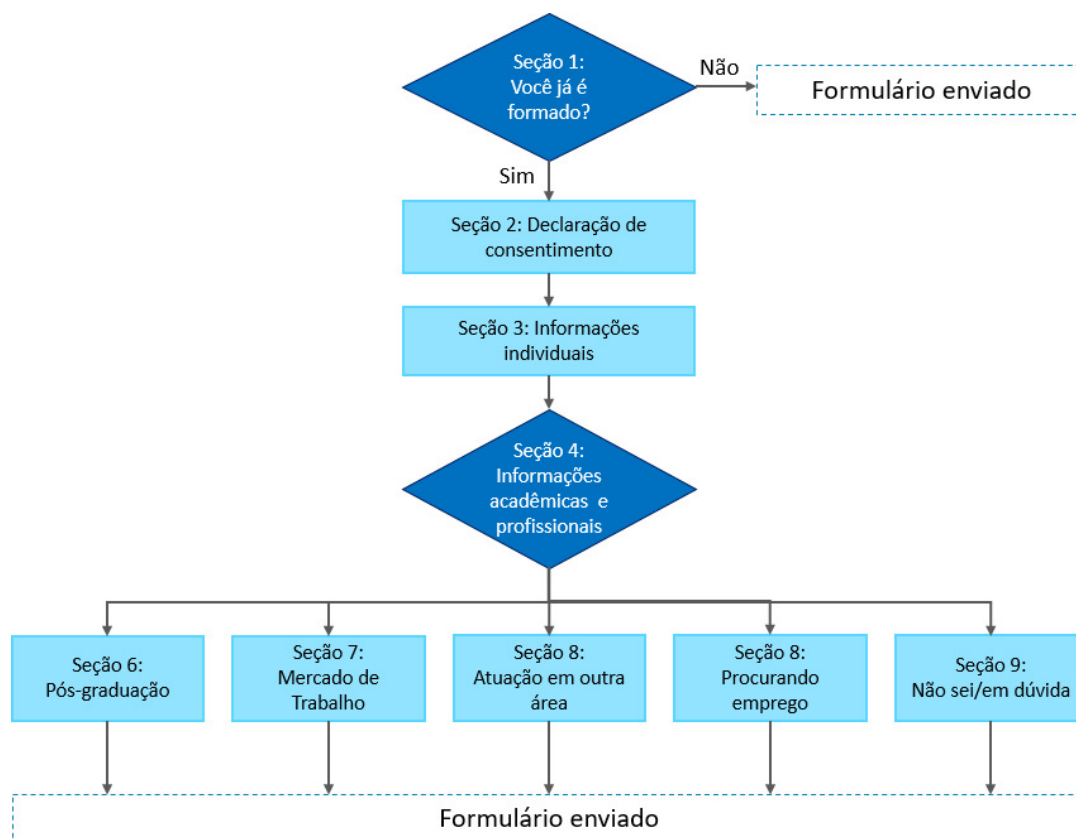 Seção 1:
Você já é
formado?
Não
Formulário enviado
Sim
Seção 2: Declaração de
consentimento
Seção 3: Informações
individuais
Seção 4:
Informações
acadêmicas e
profissionais
Seção 6:
Pós-graduação
Seção 7:
Mercado de
Trabalho
Seção 8:
Atuação em outra
área
Seção 8:
Procurando
emprego
Seção 9:
Não sei/em dúvida
Formulário enviado